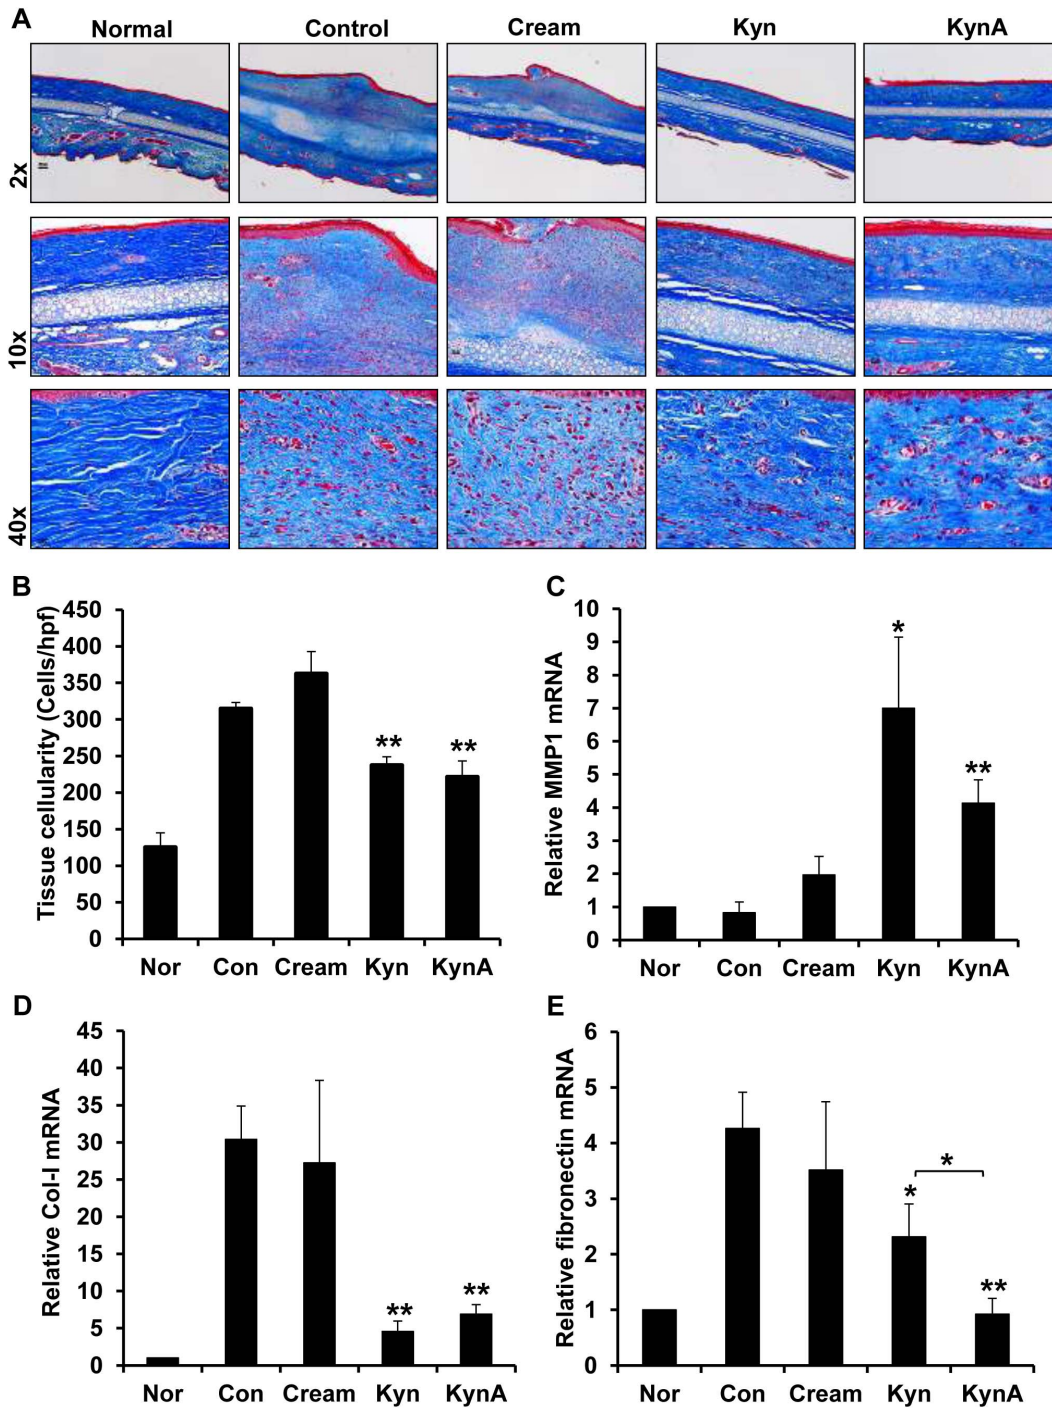 A
Normal Control Cream Kyn KynA
2x
10x
40x
B
Tissue cellularity (Cells/hpf)
450
400
350
300
250
200
150
100
50
0
** **
Nor Con Cream Kyn KynA
C
Relative MMP1 mRNA
10
9
8
7
6
5
4
3
2
1
0
*
**
Nor Con Cream Kyn KynA
D
Relative Col-I mRNA
45
40
35
30
25
20
15
10
5
0
** **
Nor Con Cream Kyn KynA
E
Relative fibronectin mRNA
6
5
4
3
2
1
0
*
*
**
Nor Con Cream Kyn KynA